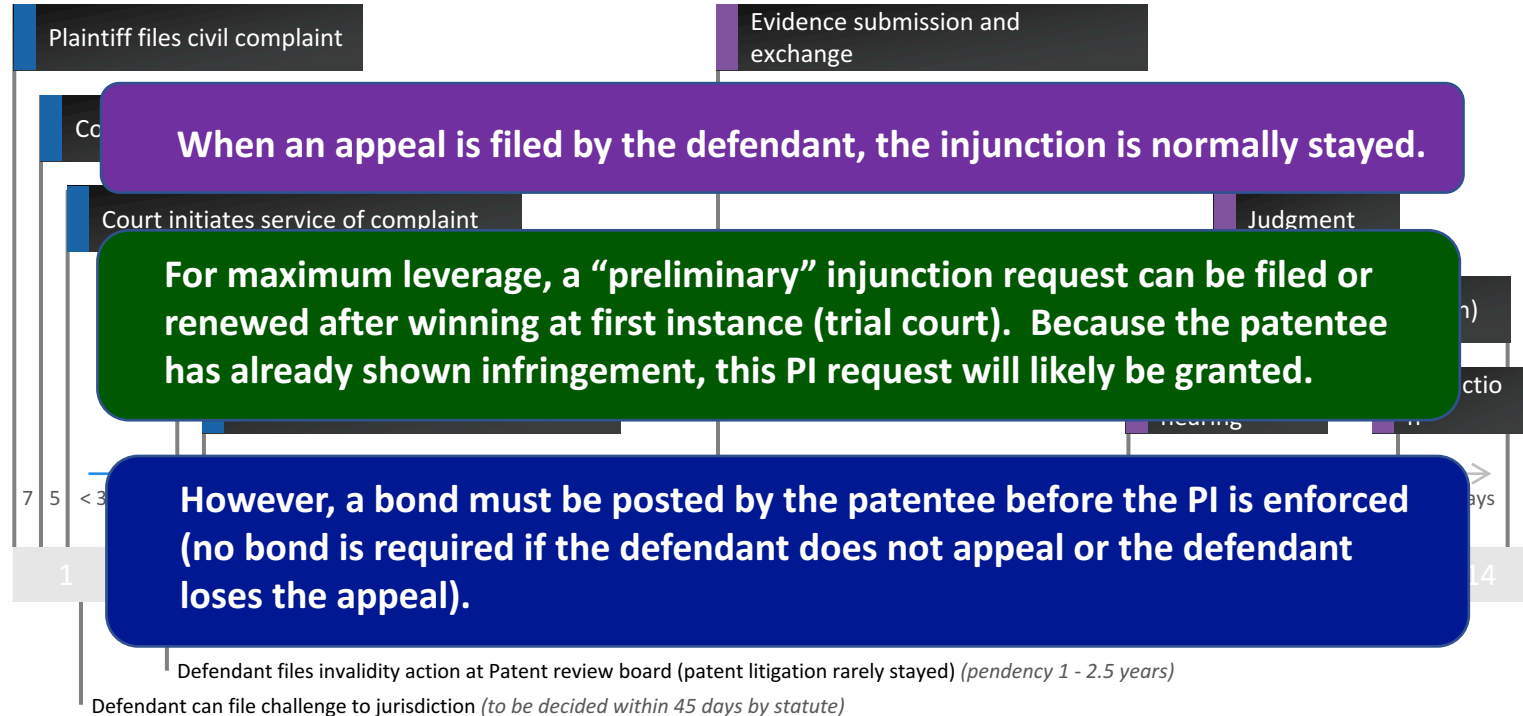 Plaintiff files civil complaint
Evidence submission and
exchange
Co
When an appeal is filed by the defendant, the injunction is normally stayed.
Court initiates service of complaint
Judgment
For maximum leverage, a “preliminary” injunction request can be filed or
renewed after winning at first instance (trial court).  Because the patentee
has already shown infringement, this PI request will likely be granted.
n)
ctio
hearing
n
7 5 < 3
ays
However, a bond must be posted by the patentee before the PI is enforced
(no bond is required if the defendant does not appeal or the defendant
loses the appeal).
1
14
Defendant files invalidity action at Patent review board (patent litigation rarely stayed) (pendency 1 - 2.5 years)
Defendant can file challenge to jurisdiction (to be decided within 45 days by statute)